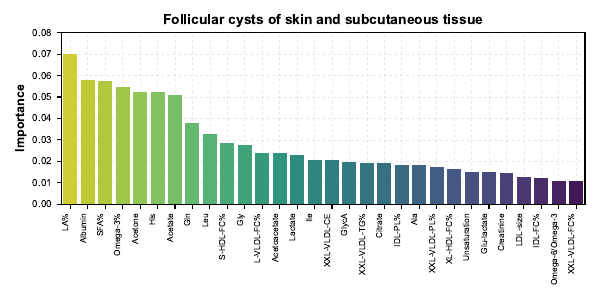 Follicular cysts of skin and subcutaneous tissue
Importance
0.08
0.07
0.06
0.05
0.04
0.03
0.02
0.01
0.00
LA%
Albumin
SFA%
Omega-3%
Acetone
His
Acetate
Gln
Leu
S-HDL-FC%
Gly
L-VLDL-FC%
Acetoacetate
Lactate
Ile
XXL-VLDL-CE
GlycA
XXL-VLDL-TG%
Citrate
IDL-PL%
Ala
XXL-VLDL-PL%
XL-HDL-FC%
Unsaturation
Glu-lactate
Creatinine
LDL-size
IDL-FC%
Omega-6/Omega-3
XXL-VLDL-FC%